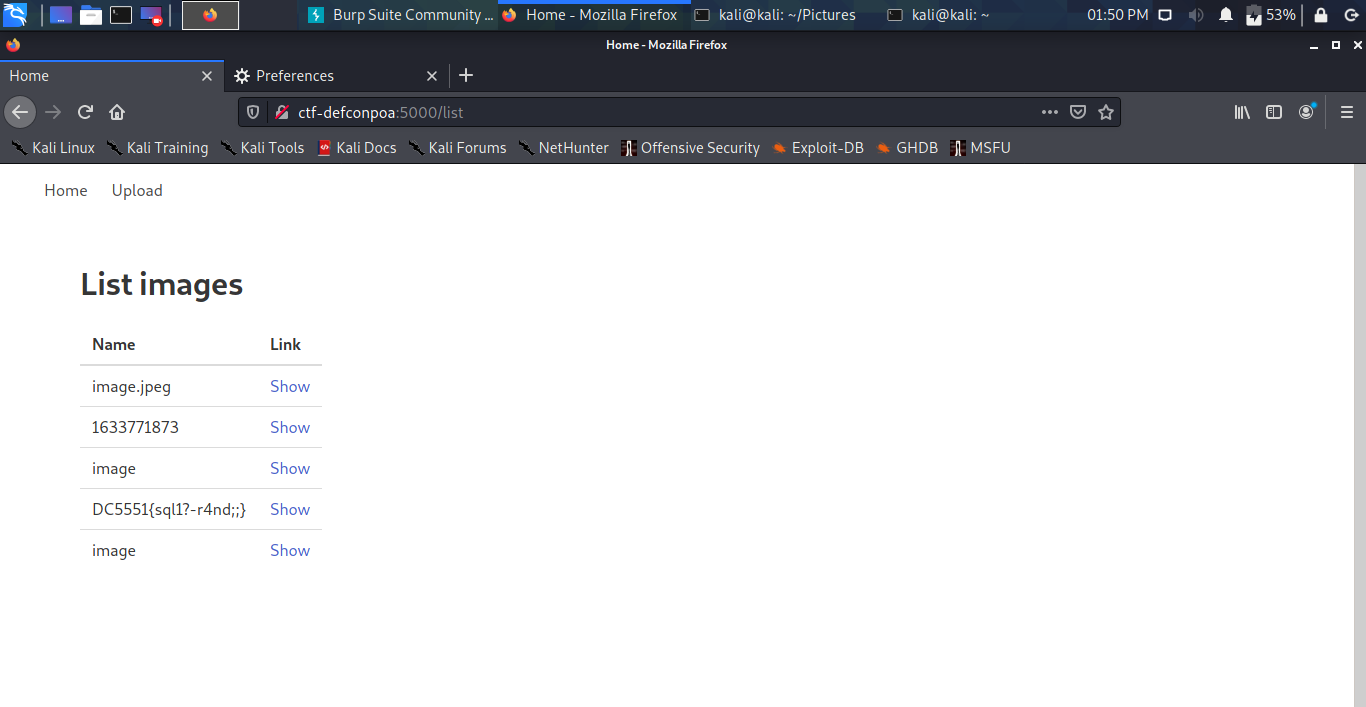 Burp Suite Community ... Home - Mozilla Firefox kali@kali: ~/Pictures kali@kali: ~ 01:50 PM 53%
Home - Mozilla Firefox
Home Preferences
ctf-defconpoa:5000/list
Kali Linux Kali Training Kali Tools Kali Docs Kali Forums NetHunter Offensive Security Exploit-DB GHDB MSFU
Home Upload
List images
Name Link
image.jpeg Show
1633771873 Show
image Show
DC5551{sql1?-r4nd;;} Show
image Show